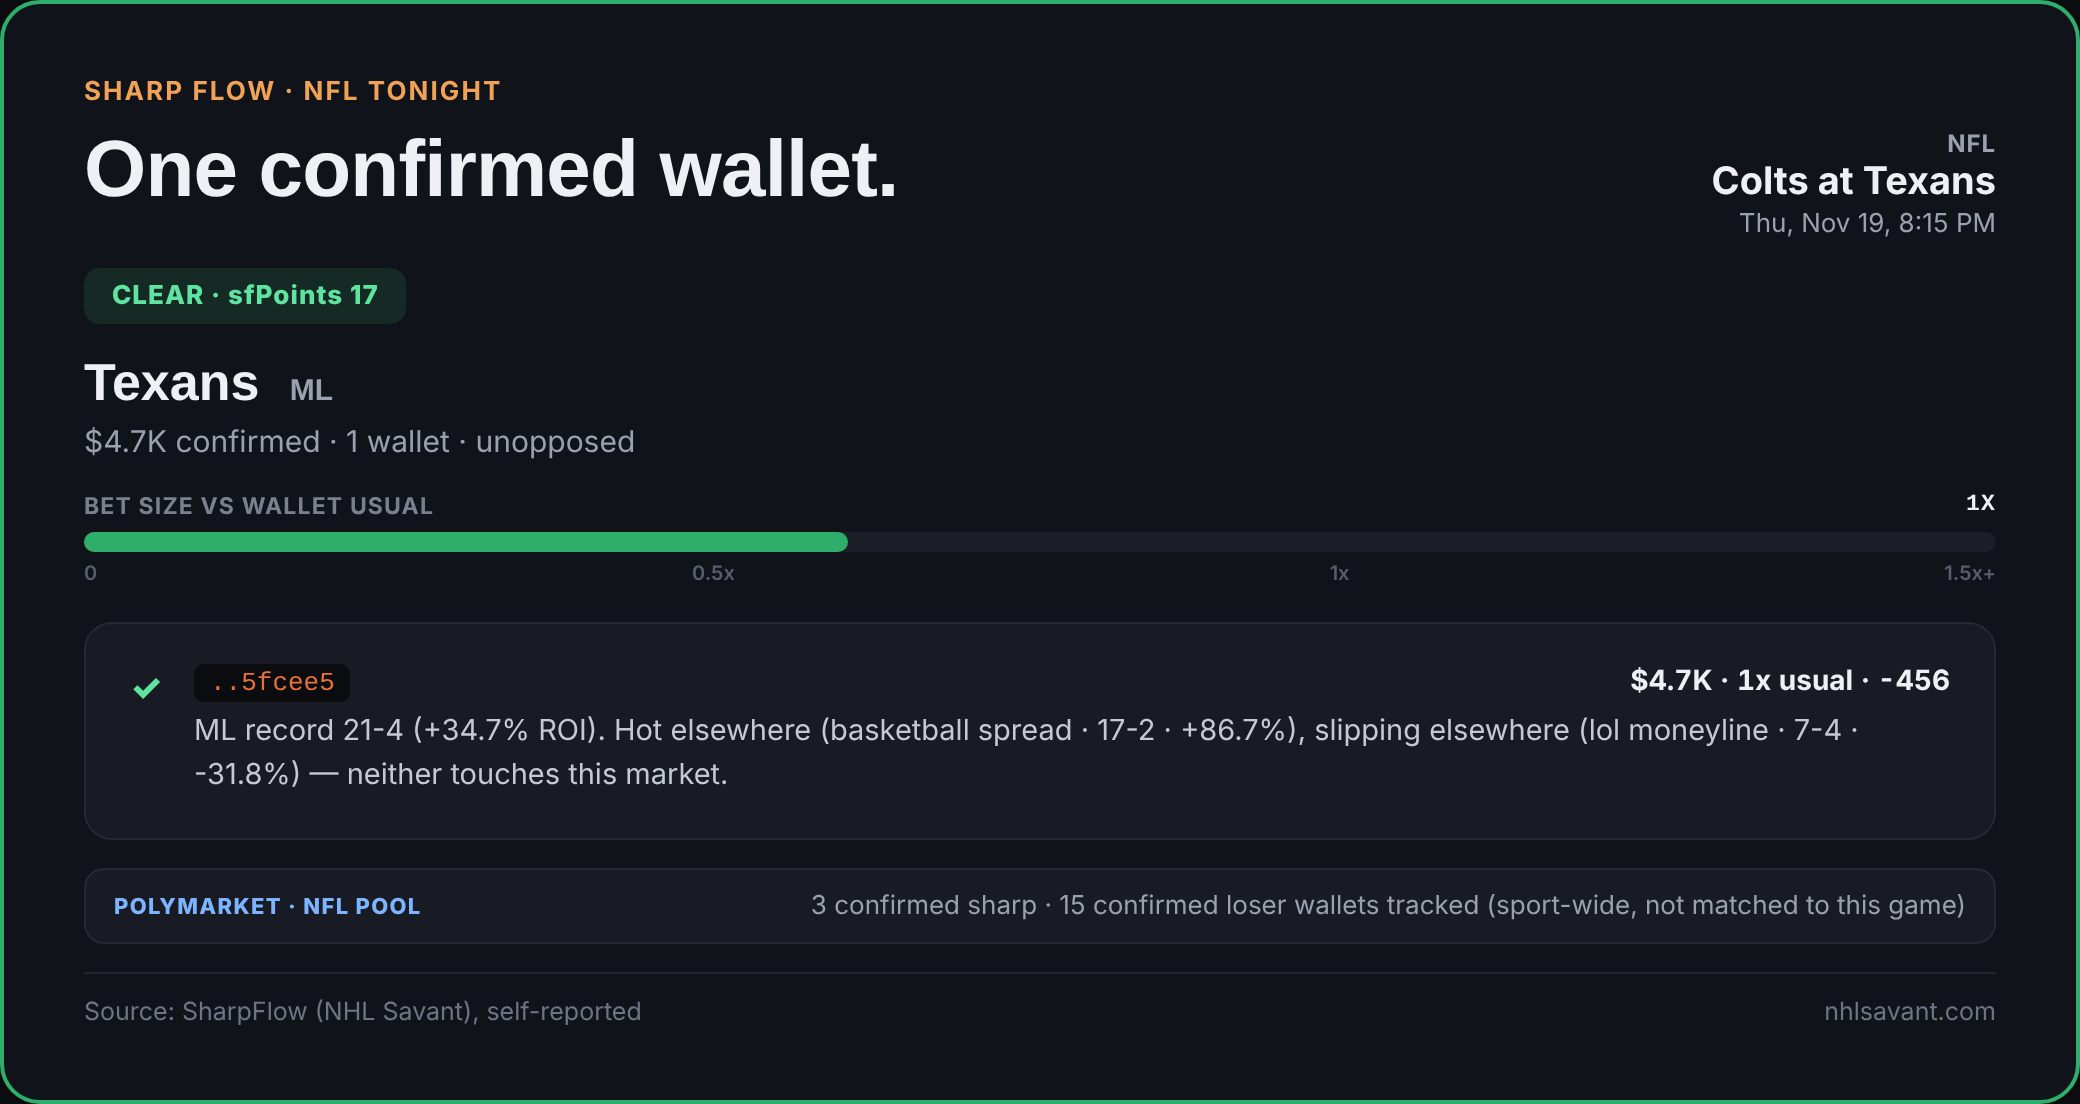 SHARP FLOW · NFL TONIGHT
One confirmed wallet.
NFL
Colts at Texans
Thu, Nov 19, 8:15 PM
CLEAR · sfPoints 17
Texans ML
$4.7K confirmed · 1 wallet · unopposed
BET SIZE VS WALLET USUAL 1X
0 0.5x 1x 1.5x+
..5fcee5 $4.7K · 1x usual · -456
ML record 21-4 (+34.7% ROI). Hot elsewhere (basketball spread · 17-2 · +86.7%), slipping elsewhere (lol moneyline · 7-4 ·
-31.8%) — neither touches this market.
POLYMARKET · NFL POOL 3 confirmed sharp · 15 confirmed loser wallets tracked (sport-wide, not matched to this game)
Source: SharpFlow (NHL Savant), self-reported nhlsavant.com